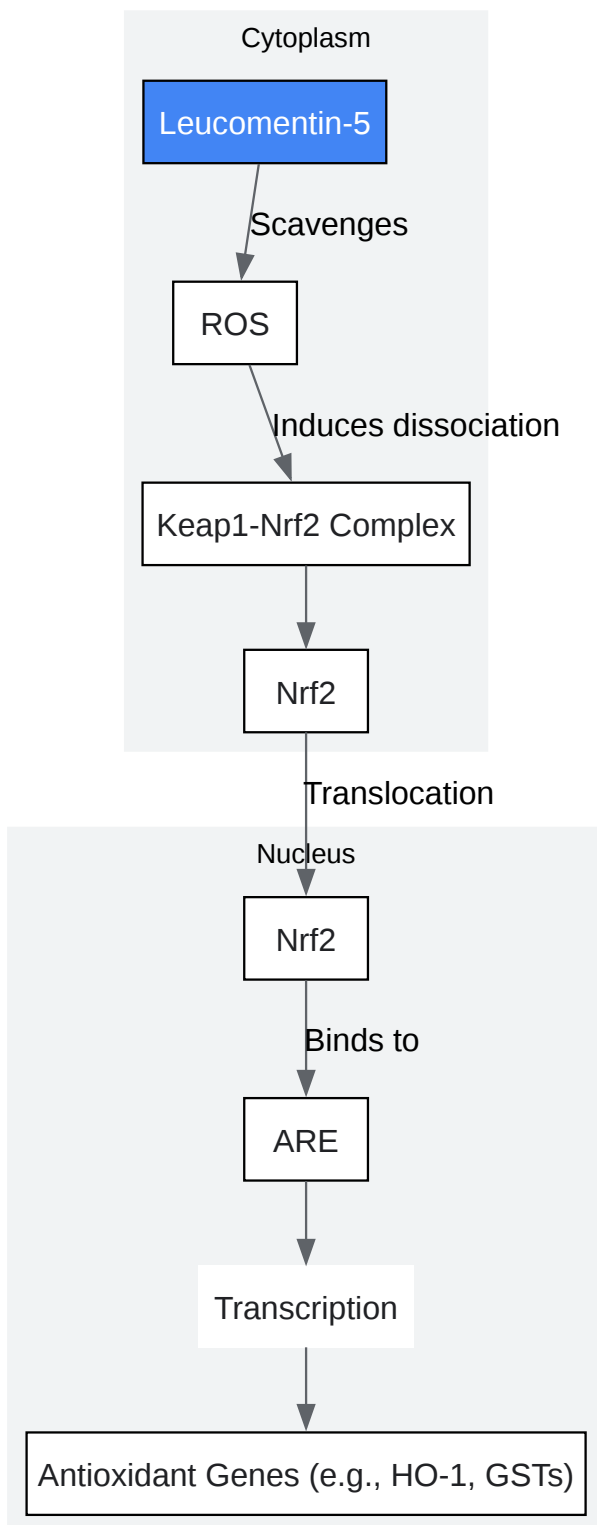 Cytoplasm
Leucomentin-5
Scavenges
ROS
Induces dissociation
Keap1-Nrf2 Complex
Nrf2
Translocation
Nucleus
Nrf2
Binds to
ARE
Transcription
Antioxidant Genes (e.g., HO-1, GSTs)